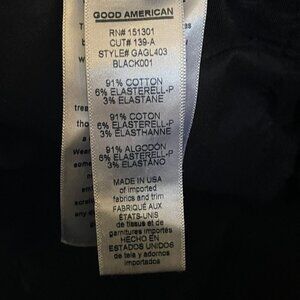 GOOD AMERICAN
RN# 151301
CUT# 139-A
STYLE# GAGL403
BLACK001
91% COTTON
6% ELASTERELL-P
3% ELASTANE
91% COTON
6% ELASTERELL-P
3% ELASTHANNE
91% ALGODÓN
6% ELASTERELL-P
3% ELASTANO
MADE IN USA
of imported
fabrics and trim
FABRIQUÉ AUX
ÉTATS-UNIS
de tissus et de
garnitures importés
HECHO EN
ESTADOS UNIDOS
de tela y adornos
importados